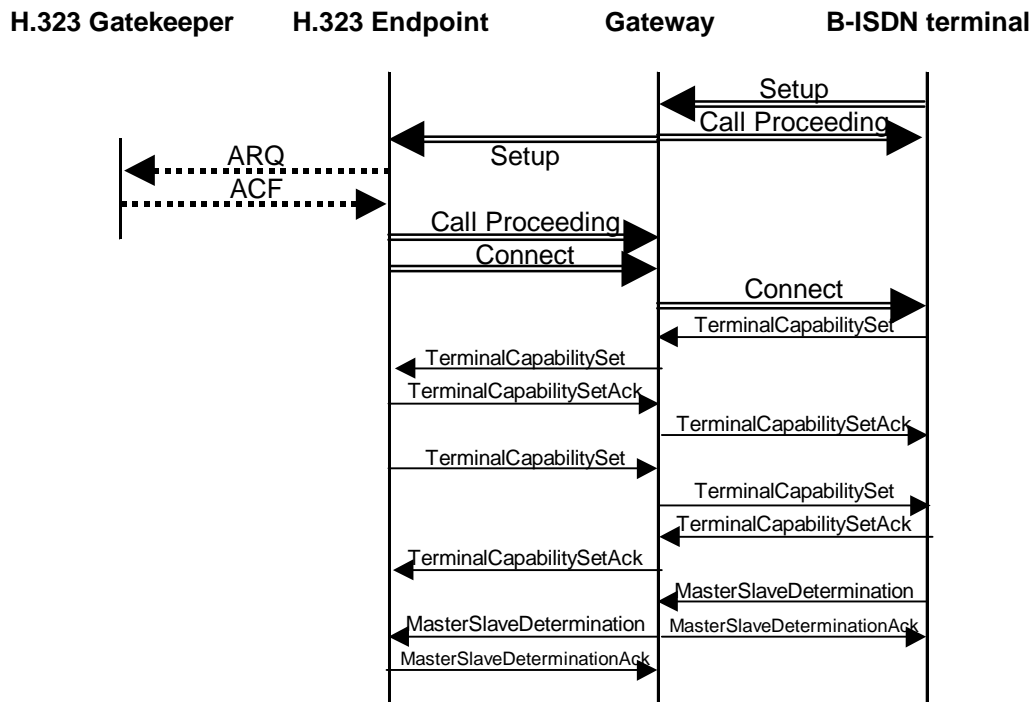 H.323 Gatekeeper H.323 Endpoint Gateway B-ISDN terminal
Setup
Call Proceeding
Setup
ARQ
ACF
Call Proceeding
Connect
Connect
TerminalCapabilitySet
TerminalCapabilitySet
TerminalCapabilitySetAck
TerminalCapabilitySetAck
TerminalCapabilitySet
TerminalCapabilitySet
TerminalCapabilitySetAck
TerminalCapabilitySetAck
MasterSlaveDetermination
MasterSlaveDetermination MasterSlaveDeterminationAck
MasterSlaveDeterminationAck